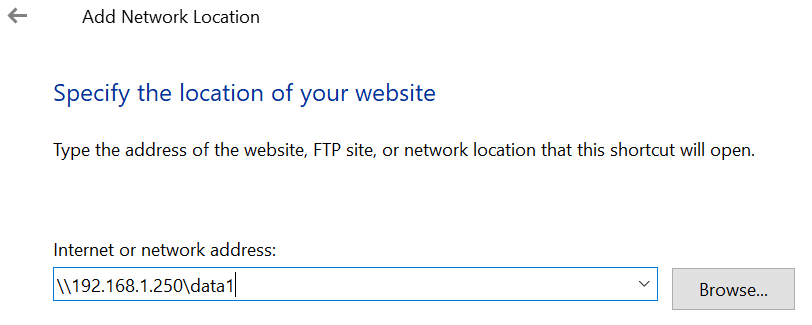 Add Network Location
Specify the location of your website
Type the address of the website, FTP site, or network location that this shortcut will open.
Internet or network address:
\\192.168.1.250\data1
Browse...